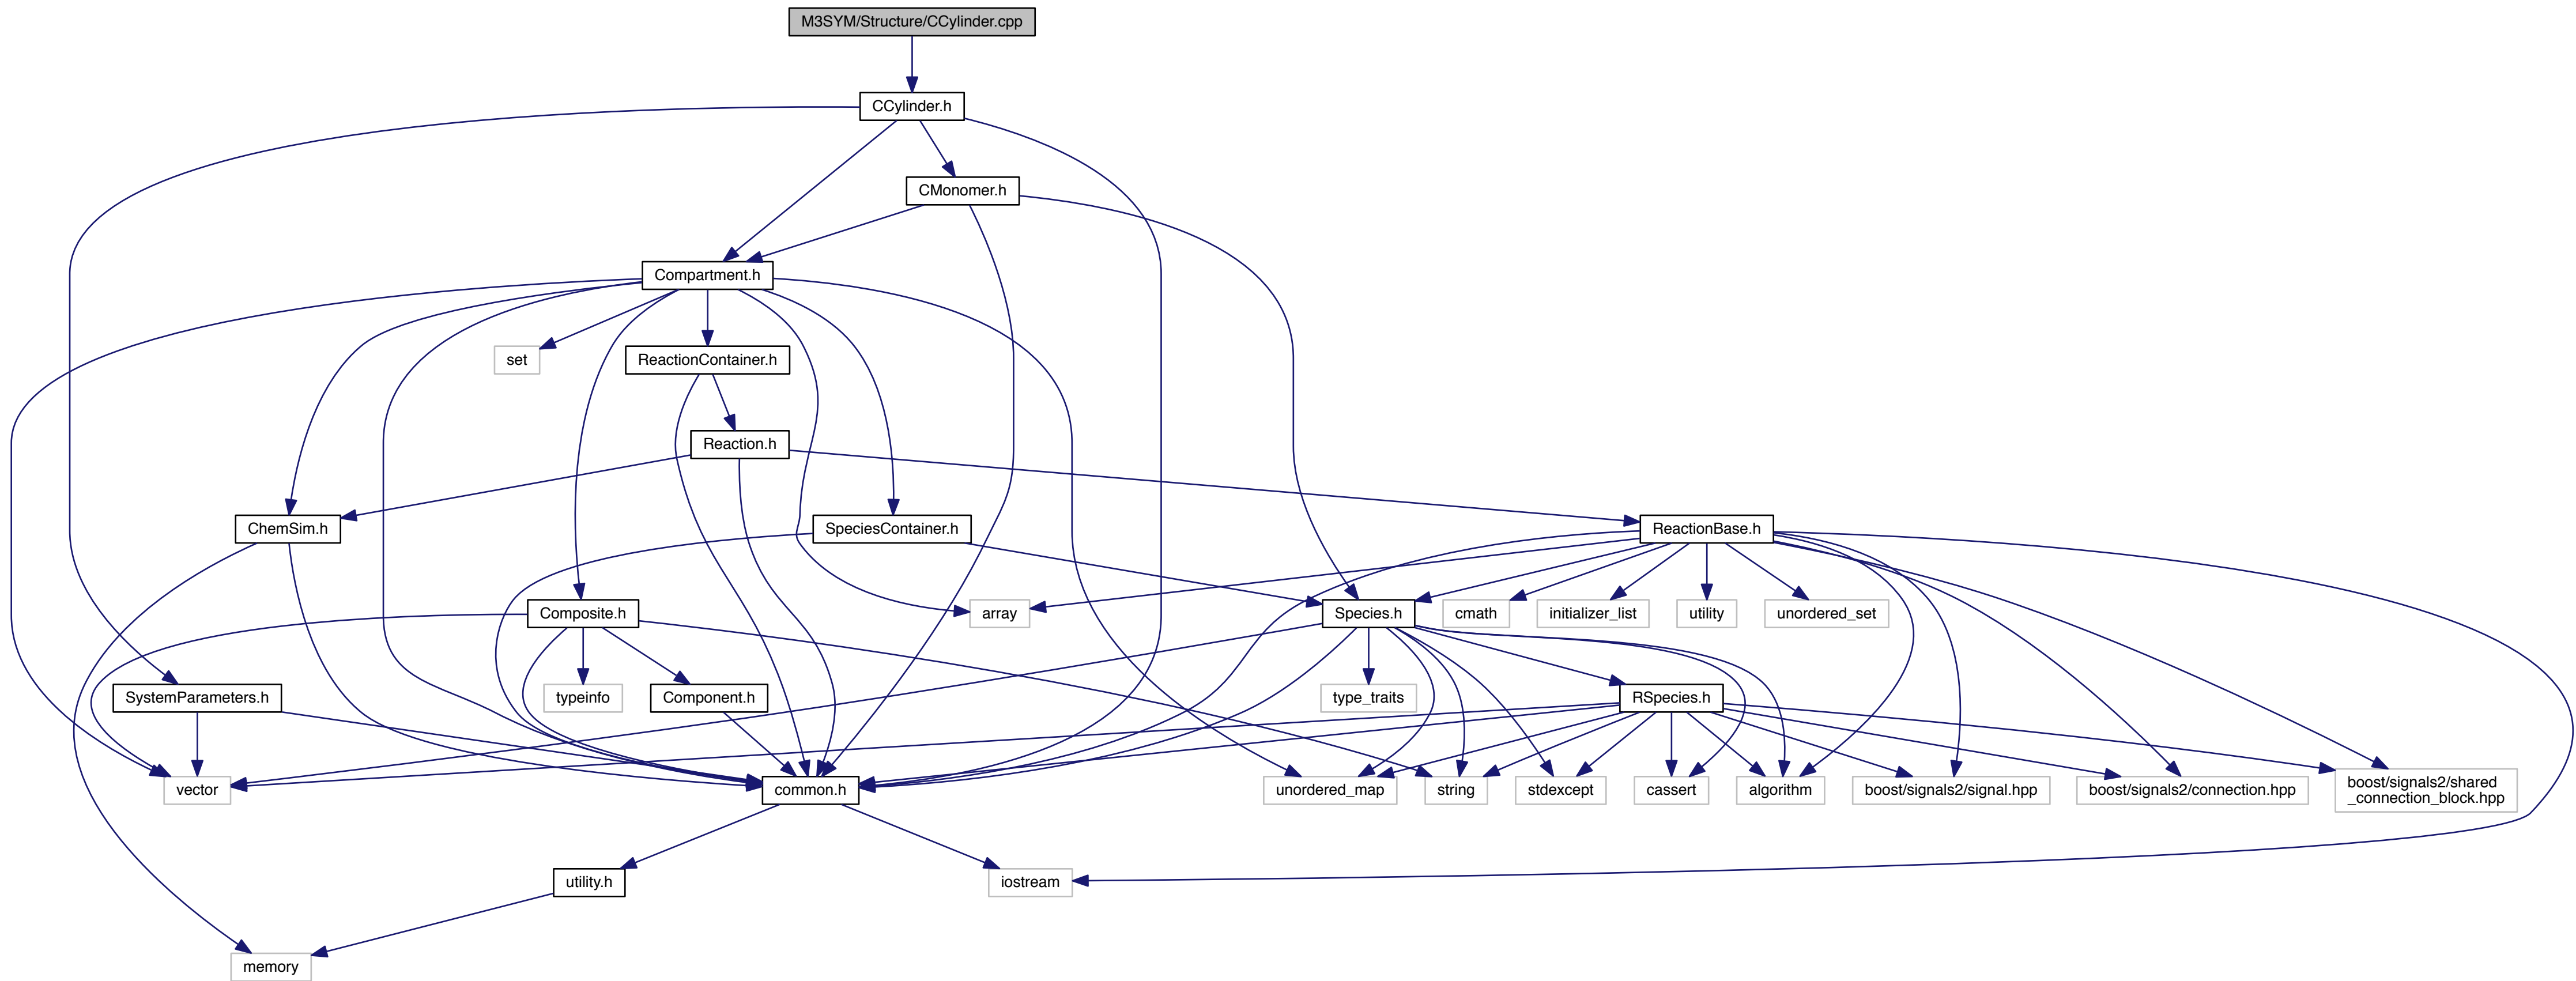 M3SYM/Structure/CCylinder.cpp
CCylinder.h
CMonomer.h
Compartment.h
set
ReactionContainer.h
Reaction.h
ChemSim.h
SpeciesContainer.h
ReactionBase.h
Composite.h
array
Species.h
cmath
initializer_list
utility
unordered_set
SystemParameters.h
typeinfo
Component.h
type_traits
RSpecies.h
vector
common.h
unordered_map
string
stdexcept
cassert
algorithm
boost/signals2/signal.hpp
boost/signals2/connection.hpp
boost/signals2/shared
_connection_block.hpp
utility.h
iostream
memory